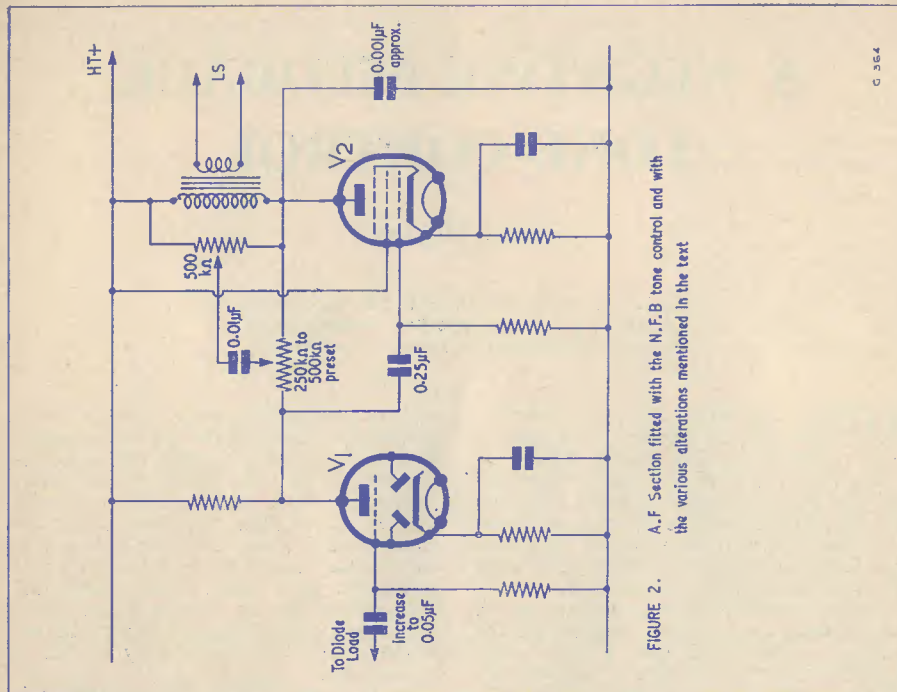 HT+
LS
500
kΩ
0·01µF
0·001µF
approx.
V2
250kΩ to
500kΩ
preset
0·25µF
V1
To Diode
Load
Increase
to
0·05µF
FIGURE 2. A.F Section fitted with the N.F.B tone control and with
the various alterations mentioned in the text
G 364